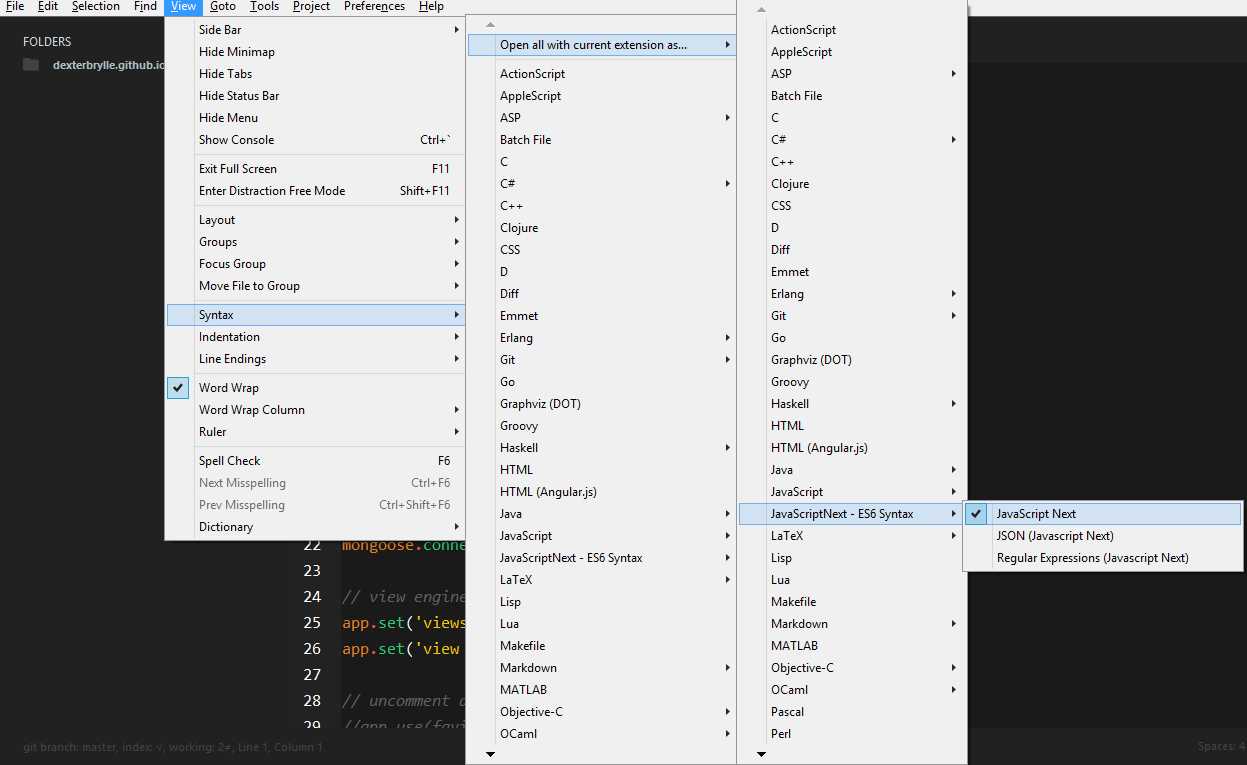 File Edit Selection Find View Goto Tools Project Preferences Help
FOLDERS
dexterbrylle.github.io
Side Bar
Hide Minimap
Hide Tabs
Hide Status Bar
Hide Menu
Show Console Ctrl+`
Exit Full Screen F11
Enter Distraction Free Mode Shift+F11
Layout
Groups
Focus Group
Move File to Group
Syntax
Indentation
Line Endings
Word Wrap
Word Wrap Column
Ruler
Spell Check F6
Next Misspelling Ctrl+F6
Prev Misspelling Ctrl+Shift+F6
Dictionary
Open all with current extension as...
ActionScript
AppleScript
ASP
Batch File
C
C#
C++
Clojure
CSS
D
Diff
Emmet
Erlang
Git
Go
Graphviz (DOT)
Groovy
Haskell
HTML
HTML (Angular.js)
Java
JavaScript
JavaScriptNext - ES6 Syntax
LaTeX
Lisp
Lua
Makefile
Markdown
MATLAB
Objective-C
OCaml
ActionScript
AppleScript
ASP
Batch File
C
C#
C++
Clojure
CSS
D
Diff
Emmet
Erlang
Git
Go
Graphviz (DOT)
Groovy
Haskell
HTML
HTML (Angular.js)
Java
JavaScript
JavaScriptNext - ES6 Syntax
LaTeX
Lisp
Lua
Makefile
Markdown
MATLAB
Objective-C
OCaml
Pascal
Perl
JavaScript Next
JSON (Javascript Next)
Regular Expressions (Javascript Next)
22 mongoose.conne
23
24 // view engine
25 app.set('views
26 app.set('view
27
28 // uncomment
29 //app.use(favi
git branch: master, index: √, working: 2≠, Line 1, Column 1
Spaces: 4